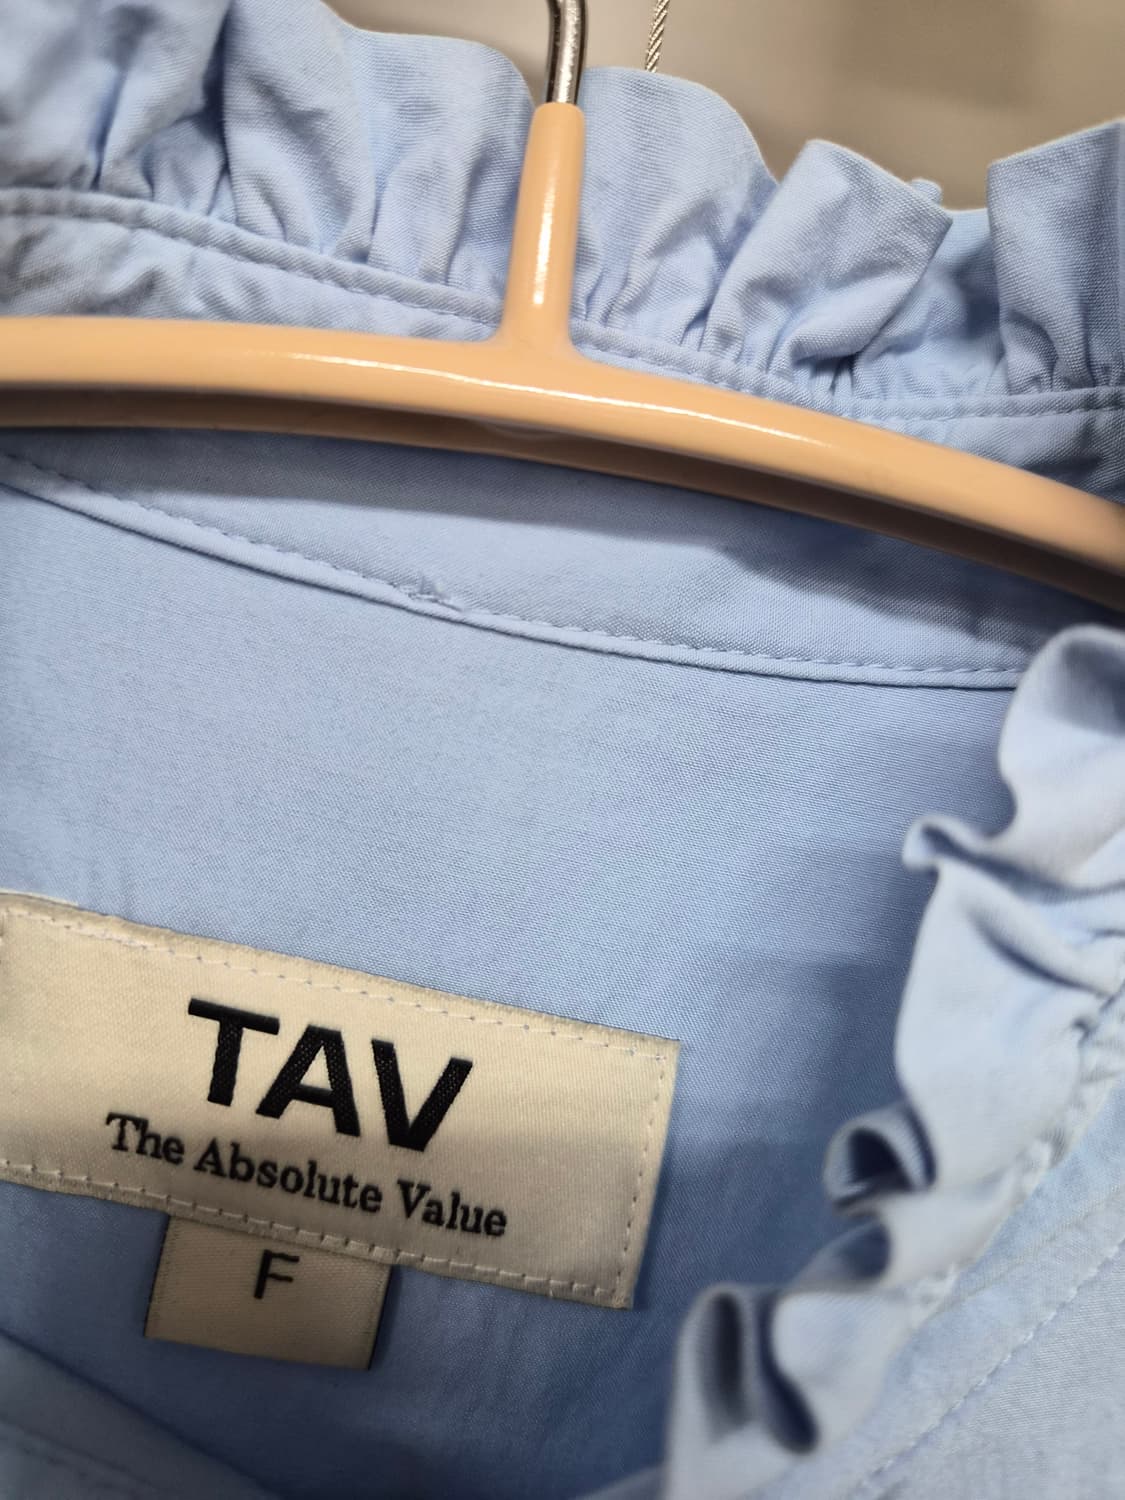 TAV
The Absolute Value
F